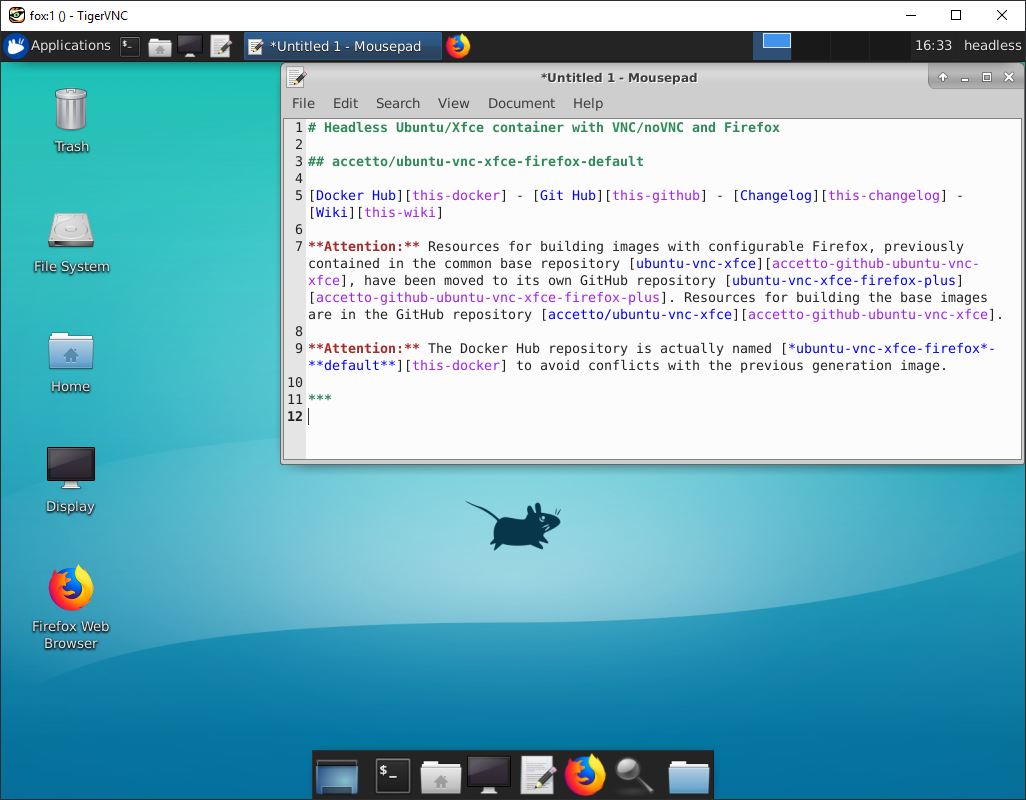 fox:1 () - TigerVNC
Applications
*Untitled 1 - Mousepad
16:33
headless
*Untitled 1 - Mousepad
File Edit Search View Document Help
1 # Headless Ubuntu/Xfce container with VNC/noVNC and Firefox
2
3 ## accetto/ubuntu-vnc-xfce-firefox-default
4
5 [Docker Hub][this-docker] - [Git Hub][this-github] - [Changelog][this-changelog] -
[Wiki][this-wiki]
6
7 **Attention:** Resources for building images with configurable Firefox, previously
contained in the common base repository [ubuntu-vnc-xfce][accetto-github-ubuntu-vnc-
xfce], have been moved to its own GitHub repository [ubuntu-vnc-xfce-firefox-plus]
[accetto-github-ubuntu-vnc-xfce-firefox-plus]. Resources for building the base images
are in the GitHub repository [accetto/ubuntu-vnc-xfce][accetto-github-ubuntu-vnc-xfce].
8
9 **Attention:** The Docker Hub repository is actually named [*ubuntu-vnc-xfce-firefox*-
**default**][this-docker] to avoid conflicts with the previous generation image.
10
11 ***
12
Trash
File System
Home
Display
Firefox Web
Browser
$_